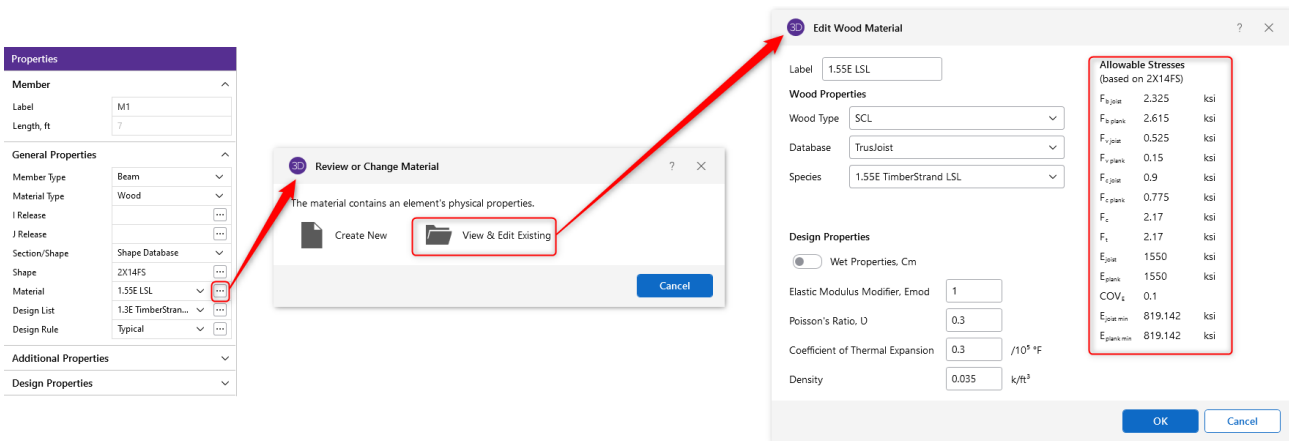 Properties
Member
Label M1
Length, ft 7
General Properties
Member Type Beam
Material Type Wood
I Release
J Release
Section/Shape Shape Database
Shape 2X14FS
Material 1.55E LSL
Design List 1.3E TimberStran...
Design Rule Typical
Additional Properties
Design Properties
3D Review or Change Material ?
The material contains an element's physical properties.
Create New View & Edit Existing
Cancel
3D Edit Wood Material ?
Label 1.55E LSL
Wood Properties
Wood Type SCL
Database TrusJoist
Species 1.55E TimberStrand LSL
Design Properties
Wet Properties, Cm
Elastic Modulus Modifier, Emod 1
Poisson's Ratio, υ 0.3
Coefficient of Thermal Expansion 0.3 /10⁵ °F
Density 0.035 k/ft³
Allowable Stresses
(based on 2X14FS)
Fb joist 2.325 ksi
Fb plank 2.615 ksi
Fv joist 0.525 ksi
Fv plank 0.15 ksi
Fc joist 0.9 ksi
Fc plank 0.775 ksi
Fc 2.17 ksi
Ft 2.17 ksi
Ejoist 1550 ksi
Eplank 1550 ksi
COVE 0.1
Ejoist min 819.142 ksi
Eplank min 819.142 ksi
OK Cancel